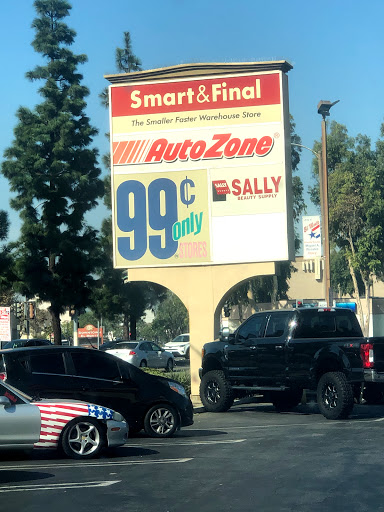 Smart&Final
The Smaller Faster Warehouse Store
AutoZone
99¢
only
STORES
SALLY
BEAUTY SUPPLY